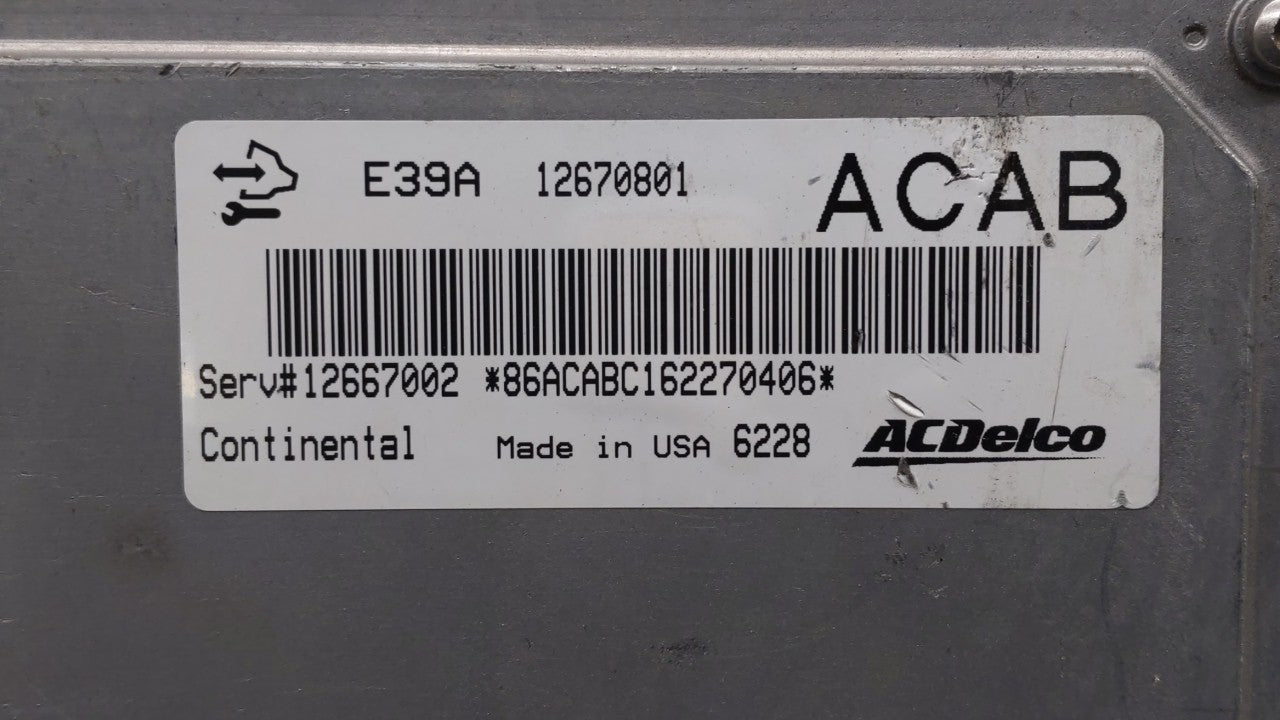 E39A 12670801 ACAB
Serv#12667002 *86ACABC162270406*
Continental Made in USA 6228 ACDelco